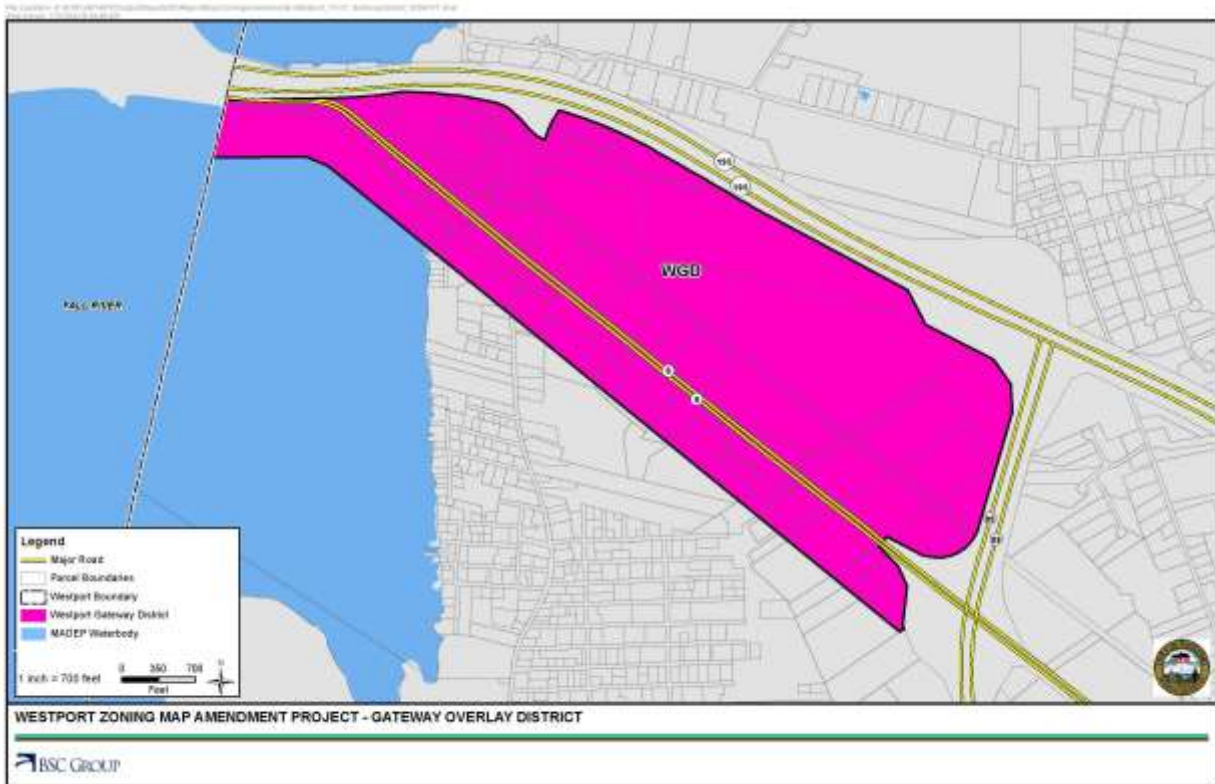 195
195
WGD
FALL RIVER
6
6
88
Legend
Major Road
Parcel Boundaries
Westport Boundary
Westport Gateway District
MADEP Waterbody
1 inch = 700 feet
0 350 700
Feet
WESTPORT ZONING MAP AMENDMENT PROJECT - GATEWAY OVERLAY DISTRICT
BSC GROUP